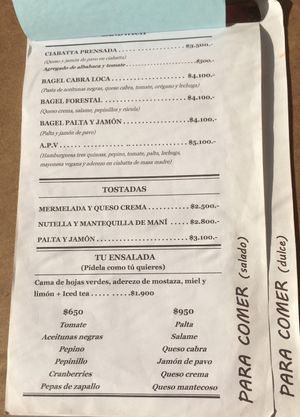 CIABATTA PRENSADA . . . . . . . . . . . . . . $3.500.-
(Queso y jamón de pavo en ciabatta)
Agregado de albahaca y tomate . . . . . . . . . . $300.-
BAGEL CABRA LOCA . . . . . . . . . . . . . . $4.100.-
(Pasta de aceitunas negras, queso cabra, tomate, orégano y lechuga)
BAGEL FORESTAL . . . . . . . . . . . . . . $4.100.-
(Queso crema, salame, pepinillos y rúcula)
BAGEL PALTA Y JAMÓN . . . . . . . . . . . . $4.100.-
(Palta y jamón de pavo)
A.P.V . . . . . . . . . . . . . . . . . . . . $5.100.-
(Hamburguesa tres quinoas, pepino, tomate, palta, lechuga,
mayonesa vegana y aderezo en ciabatta de masa madre)
TOSTADAS
MERMELADA Y QUESO CREMA . . . . . . . . . $2.500.-
NUTELLA Y MANTEQUILLA DE MANÍ . . . . $2.800.-
PALTA Y JAMÓN . . . . . . . . . . . . . . . . $3.100.-
TU ENSALADA
(Pídela como tú quieres)
Cama de hojas verdes, aderezo de mostaza, miel y
limón + Iced tea . . . . . $1.900
$650 $950
Tomate Palta
Aceitunas negras Salame
Pepino Queso cabra
Pepinillo Jamón de pavo
Cranberries Queso crema
Pepas de zapallo Queso mantecoso
PARA COMER (salado)
PARA COMER (dulce)